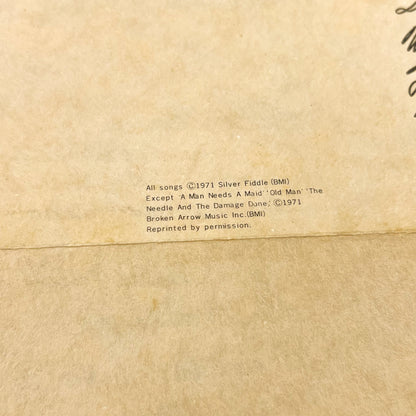 All songs ©1971 Silver Fiddle (BMI)
Except 'A Man Needs A Maid' 'Old Man' 'The
Needle And The Damage Done,' ©1971
Broken Arrow Music Inc.(BMI)
Reprinted by permission.